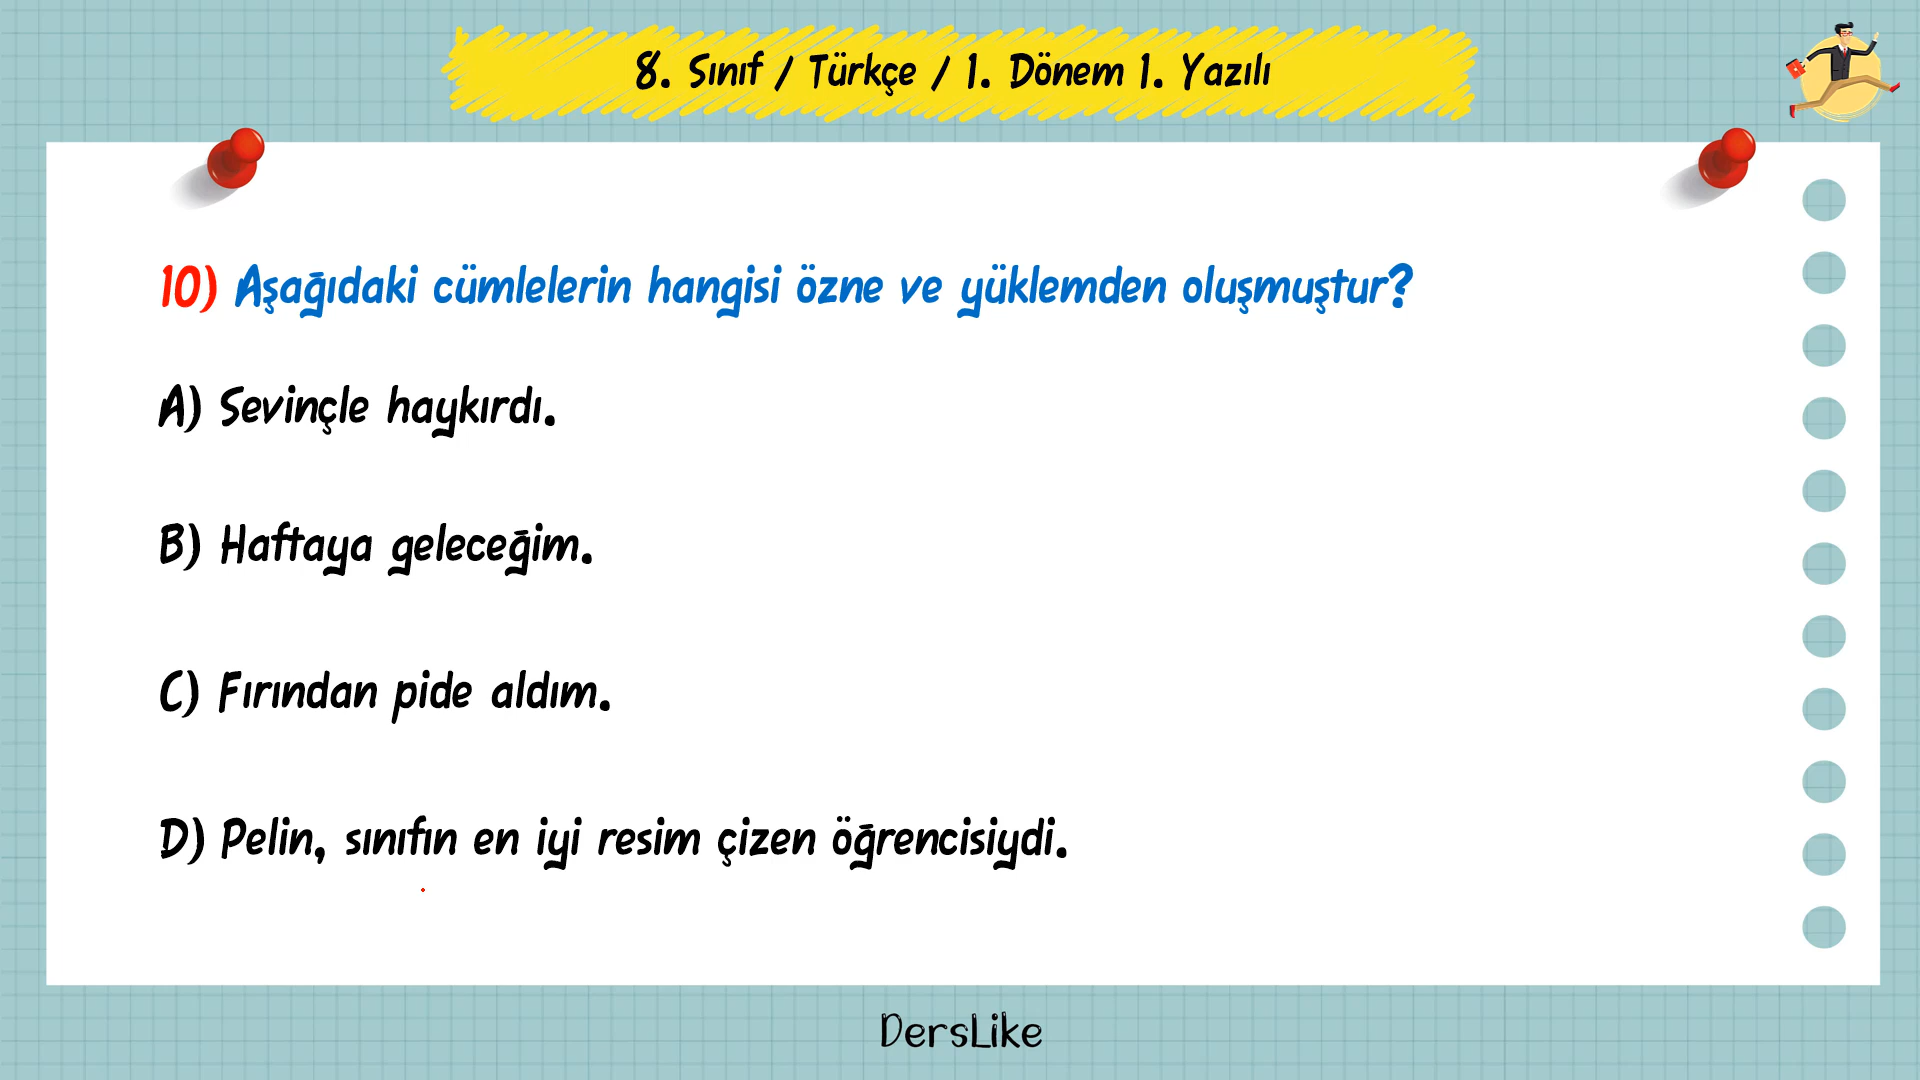 8. Sınıf / Türkçe / 1. Dönem 1. Yazılı
10) Aşağıdaki cümlelerin hangisi özne ve yüklemden oluşmuştur?
A) Sevinçle haykırdı.
B) Haftaya geleceğim.
C) Fırından pide aldım.
D) Pelin, sınıfın en iyi resim çizen öğrencisiydi.
DersLike